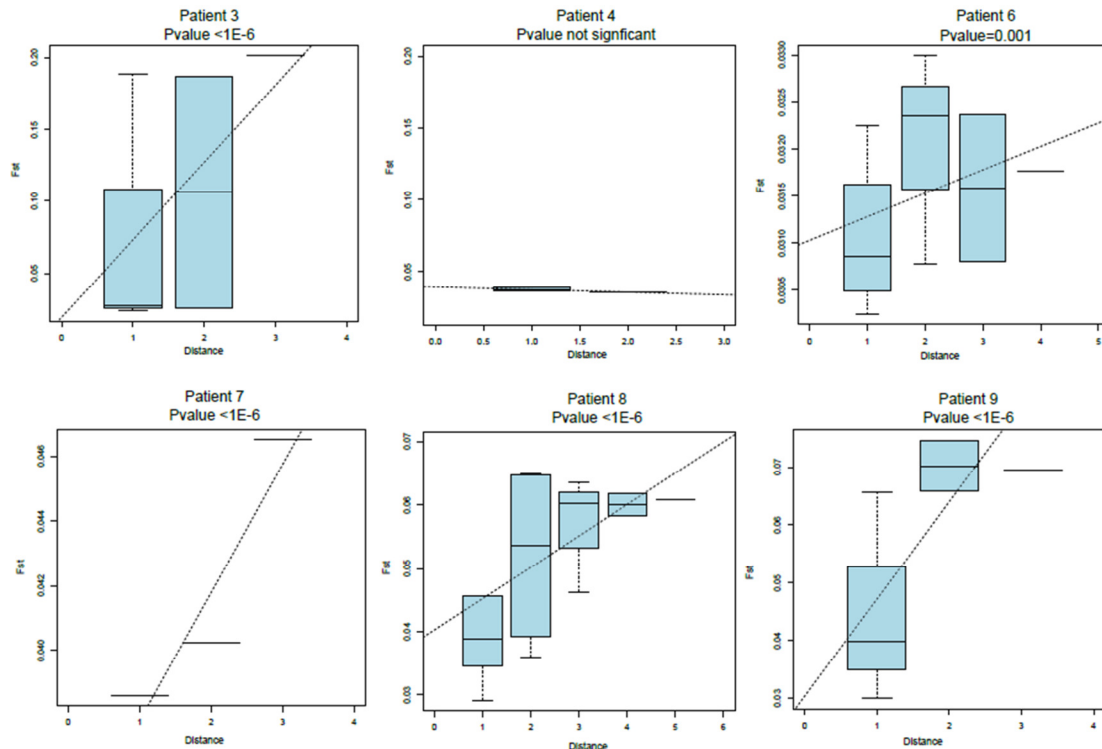 Patient 3
Pvalue <1E-6
Fst
0.20
0.15
0.10
0.05
0 1 2 3 4
Distance
Patient 4
Pvalue not signficant
Fst
0.20
0.15
0.10
0.05
0.0 0.5 1.0 1.5 2.0 2.5 3.0
Distance
Patient 6
Pvalue=0.001
Fst
0.0330
0.0325
0.0320
0.0315
0.0310
0.0305
0 1 2 3 4 5
Distance
Patient 7
Pvalue <1E-6
Fst
0.046
0.044
0.042
0.040
0 1 2 3 4
Distance
Patient 8
Pvalue <1E-6
Fst
0.07
0.06
0.05
0.04
0.03
0 1 2 3 4 5 6
Distance
Patient 9
Pvalue <1E-6
Fst
0.07
0.06
0.05
0.04
0.03
0 1 2 3 4
Distance